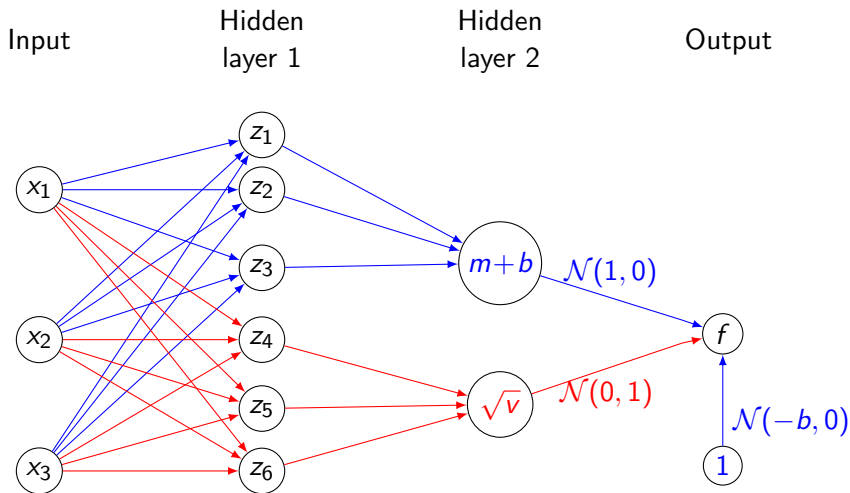 Input
Hidden
layer 1
Hidden
layer 2
Output
x₁
x₂
x₃
z₁
z₂
z₃
z₄
z₅
z₆
m+b
√v
𝒩(1, 0)
𝒩(0, 1)
f
𝒩(−b, 0)
1